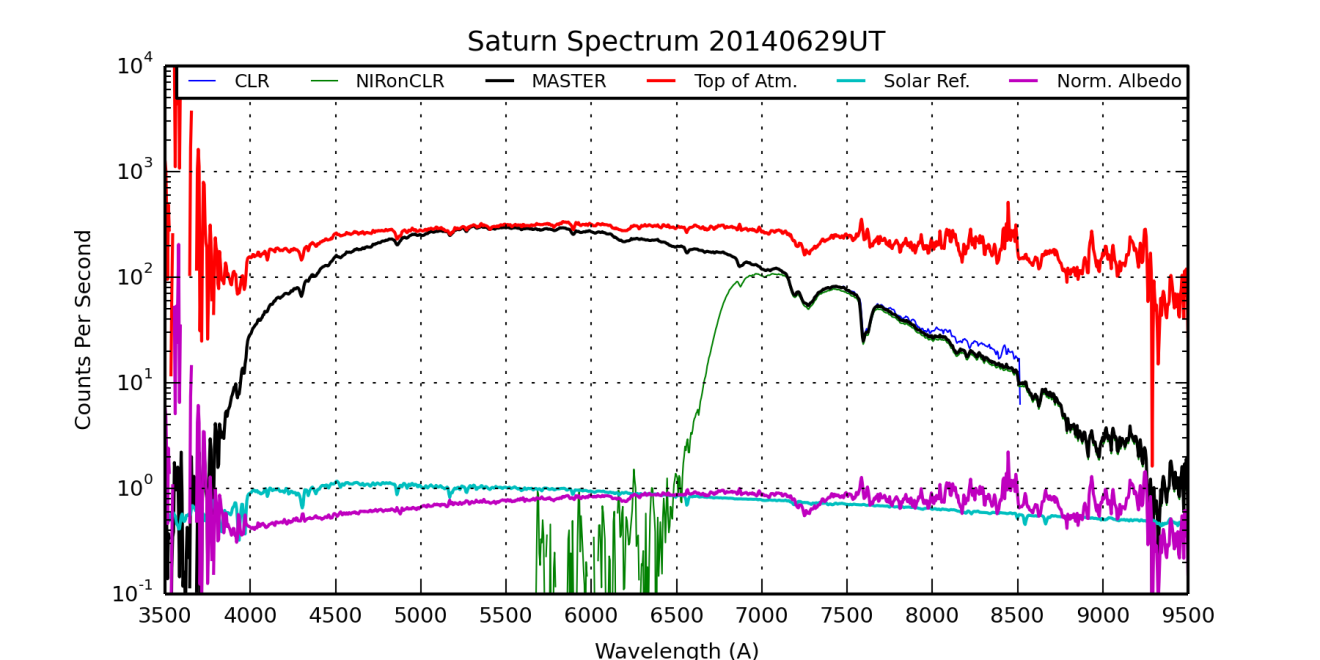 Saturn Spectrum 20140629UT
CLR NIRonCLR MASTER Top of Atm. Solar Ref. Norm. Albedo
Counts Per Second
10^4
10^3
10^2
10^1
10^0
10^-1
3500 4000 4500 5000 5500 6000 6500 7000 7500 8000 8500 9000 9500
Wavelength (A)